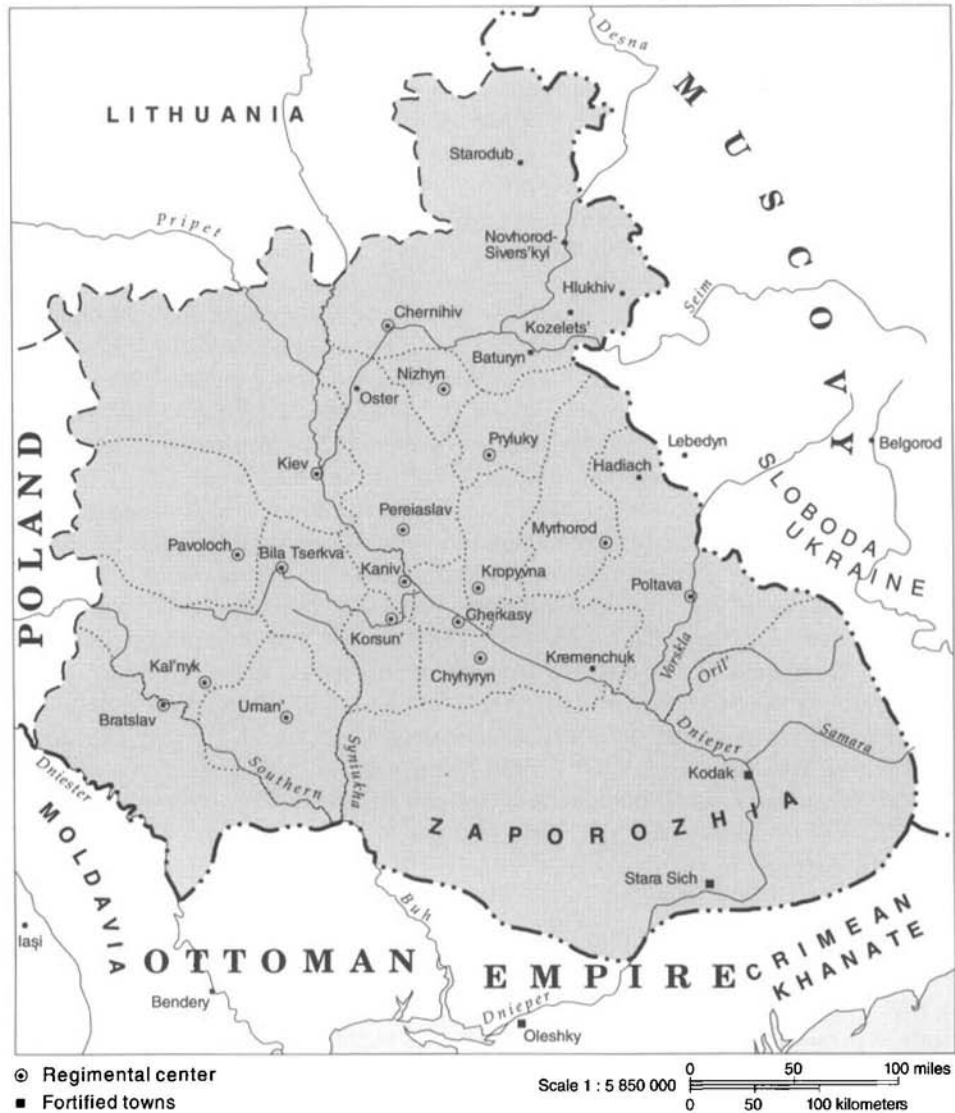 Desna
MUSCOVY
LITHUANIA
Starodub
Pripet
Novhorod-
Sivers'kyi
Hlukhiv
Seim
Chernihiv
Kozelets'
Baturyn
Nizhyn
Oster
POLAND
Pryluky
Lebedyn
Belgorod
Kiev
Hadiach
SLOBODA
UKRAINE
Pereiaslav
Myrhorod
Pavoloch
Bila Tserkva
Kaniv
Kropyvna
Poltava
Gherkasy
Korsun'
Vorskla
Oril'
Kal'nyk
Chyhyryn
Kremenchuk
Bratslav
Uman'
Dnieper
Samara
Southern
Syniukha
Kodak
Dniester
ZAPOROZHIA
MOLDAVIA
Stara Sich
Buh
Iaşi
OTTOMAN EMPIRE
CRIMEAN
KHANATE
Bendery
Dnieper
Oleshky
Regimental center
Fortified towns
Scale 1 : 5 850 000
0 50 100 miles
0 50 100 kilometers